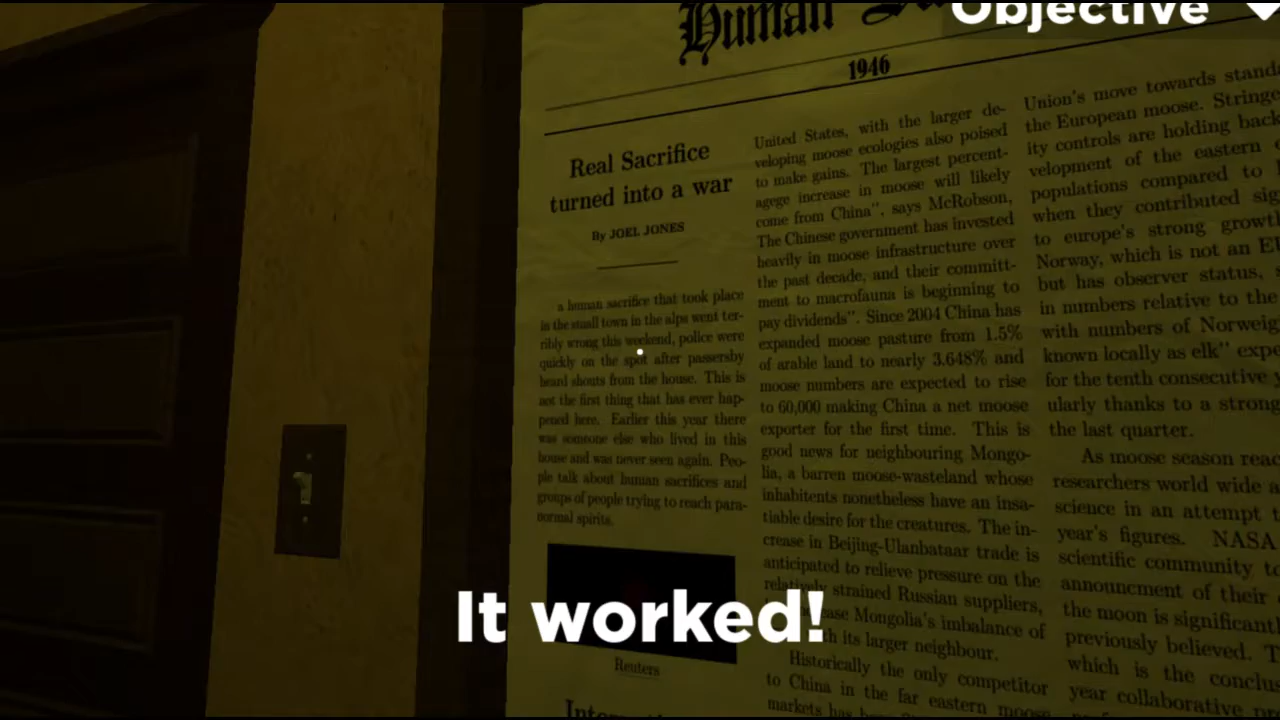 Objective
Human
1946
Real Sacrifice
turned into a war
By JOEL JONES
a human sacrifice that took place
in the small town in the alps went ter-
ribly wrong this weekend, police were
quickly on the spot after passersby
heard shouts from the house. This is
not the first thing that has ever hap-
pened here. Earlier this year there
was someone else who lived in this
house and was never seen again. Peo-
ple talk about human sacrifices and
groups of people trying to reach para-
normal spirits.
Reuters
United States, with the larger de-
veloping moose ecologies also poised
to make gains. The largest percent-
agege increase in moose will likely
come from China", says McRobson,
The Chinese government has invested
heavily in moose infrastructure over
the past decade, and their committ-
ment to macrofauna is beginning to
pay dividends". Since 2004 China has
expanded moose pasture from 1.5%
of arable land to nearly 3.648% and
moose numbers are expected to rise
to 60,000 making China a net moose
exporter for the first time. This is
good news for neighbouring Mongo-
lia, a barren moose-wasteland whose
inhabitents nonetheless have an insa-
tiable desire for the creatures. The in-
crease in Beijing-Ulanbataar trade is
anticipated to relieve pressure on the
relatively strained Russian suppliers,
Mongolia's imbalance of
its larger neighbour.
Historically the only competitor
to China in the far eastern moose
markets has
Union's move towards
the European moose.
ity controls are holding back
velopment of the eastern
populations compared to
when they contributed
to europe's strong
Norway, which is not an
but has observer status,
in numbers relative to the
with numbers of
known locally as elk"
for the tenth consecutive
ularly thanks to a strong
the last quarter.
As moose season
researchers world wide
science in an attempt
year's figures. NASA
scientific community
announcment of their
the moon is
previously believed.
which is the
year collaborative
It worked!